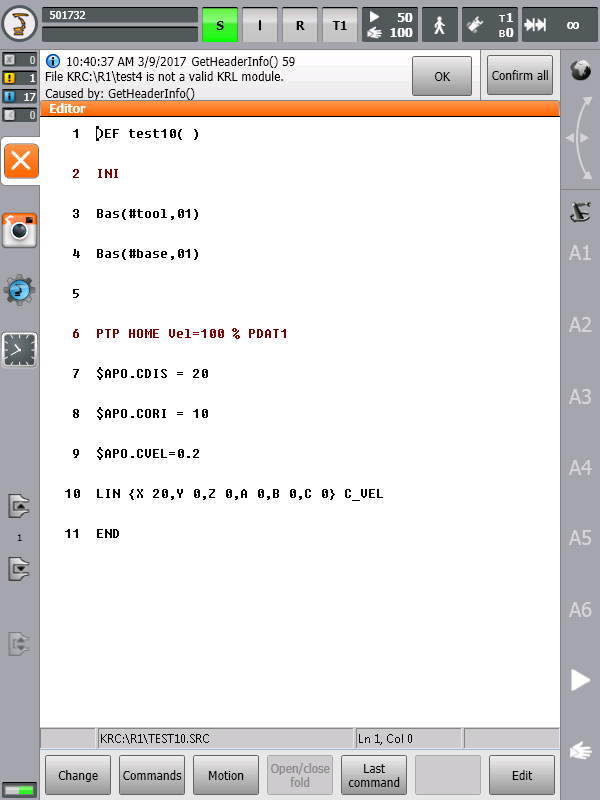 501732
S I R T1
50
100
T1
B0
∞
0
1
17
0
10:40:37 AM 3/9/2017 GetHeaderInfo() 59
File KRC:\R1\test4 is not a valid KRL module.
Caused by: GetHeaderInfo()
OK
Confirm all
Editor
1 DEF test10( )
2 INI
3 Bas(#tool,01)
4 Bas(#base,01)
5
6 PTP HOME Vel=100 % PDAT1
7 $APO.CDIS = 20
8 $APO.CORI = 10
9 $APO.CVEL=0.2
10 LIN {X 20,Y 0,Z 0,A 0,B 0,C 0} C_VEL
11 END
1
A1
A2
A3
A4
A5
A6
KRC:\R1\TEST10.SRC
Ln 1, Col 0
Change
Commands
Motion
Open/close
fold
Last
command
Edit